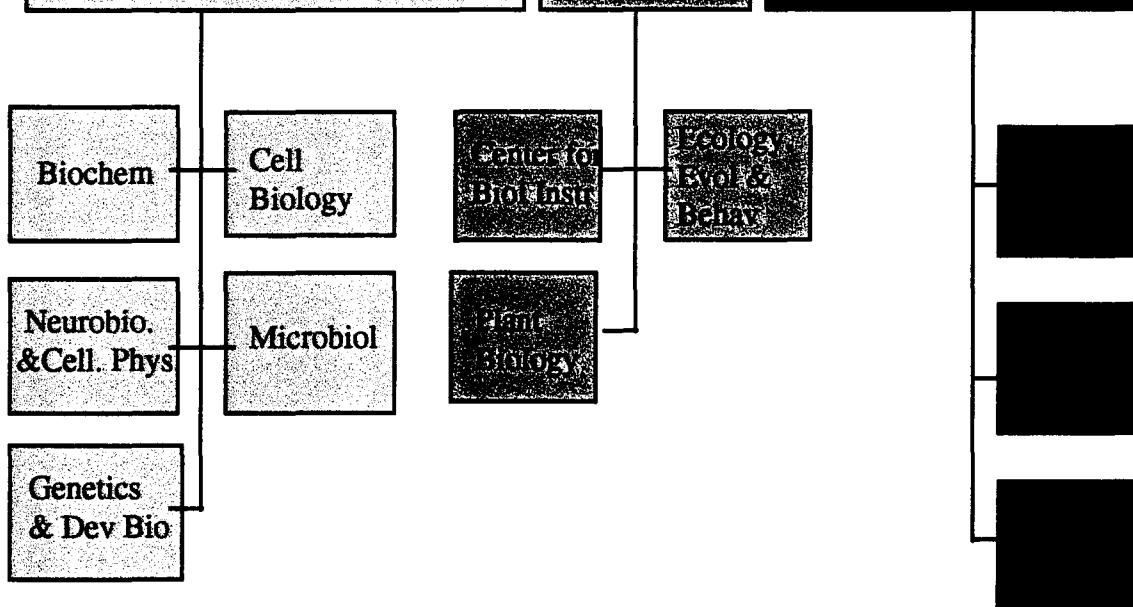 Biochem
Cell
Biology
Center for
Biol Instr
Ecology
Evol &
Behav
Neurobio.
&Cell. Phys
Microbiol
Plant
Biology
Genetics
& Dev Bio